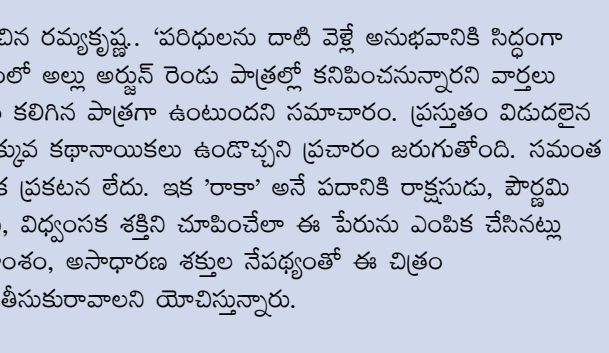 రమ్యకృష్ణ.. ‘పరిధులను దాటి వెళ్లే అనుభవానికి సిద్ధంగా
అల్లు అర్జున్ రెండు పాత్రల్లో కనిపించనున్నారని వార్తలు
కలిగిన పాత్రగా ఉంటుందని సమాచారం. ప్రస్తుతం విడుదలైన
కథానాయికలు ఉండొచ్చని ప్రచారం జరుగుతోంది. సమంత
ప్రకటన లేదు. ఇక ’రాకా’ అనే పదానికి రాక్షసుడు, పౌర్ణమి
విధ్వంసక శక్తిని చూపించేలా ఈ పేరును ఎంపిక చేసినట్లు
అసాధారణ శక్తుల నేపథ్యంతో ఈ చిత్రం
తీసుకురావాలని యోచిస్తున్నారు.